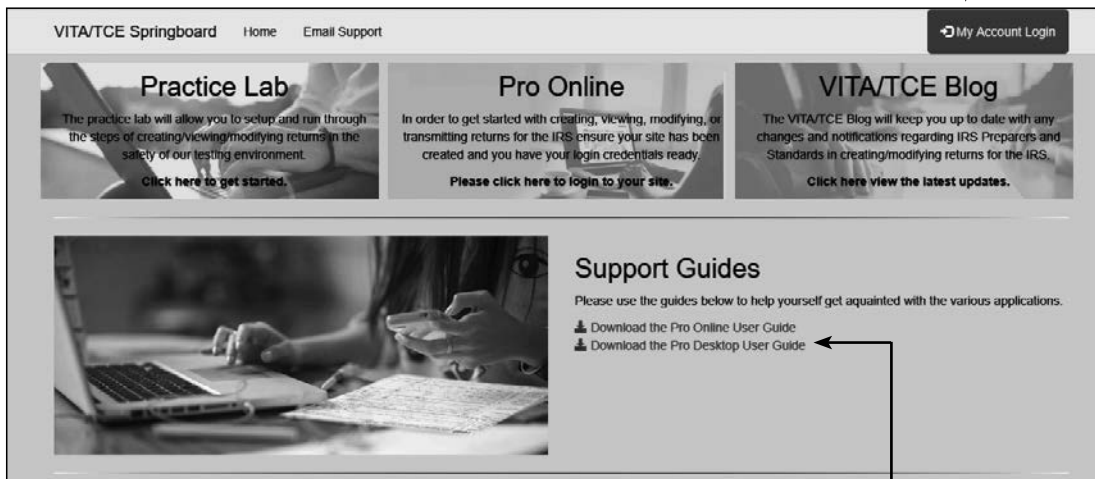 VITA/TCE Springboard Home Email Support My Account Login
Practice Lab
The practice lab will allow you to setup and run through
the steps of creating/viewing/modifying returns in the
safety of our testing environment.
Click here to get started.
Pro Online
In order to get started with creating, viewing, modifying, or
transmitting returns for the IRS ensure your site has been
created and you have your login credentials ready.
Please click here to login to your site.
VITA/TCE Blog
The VITA/TCE Blog will keep you up to date with any
changes and notifications regarding IRS Preparers and
Standards in creating/modifying returns for the IRS.
Click here view the latest updates.
Support Guides
Please use the guides below to help yourself get aquainted with the various applications.
Download the Pro Online User Guide
Download the Pro Desktop User Guide